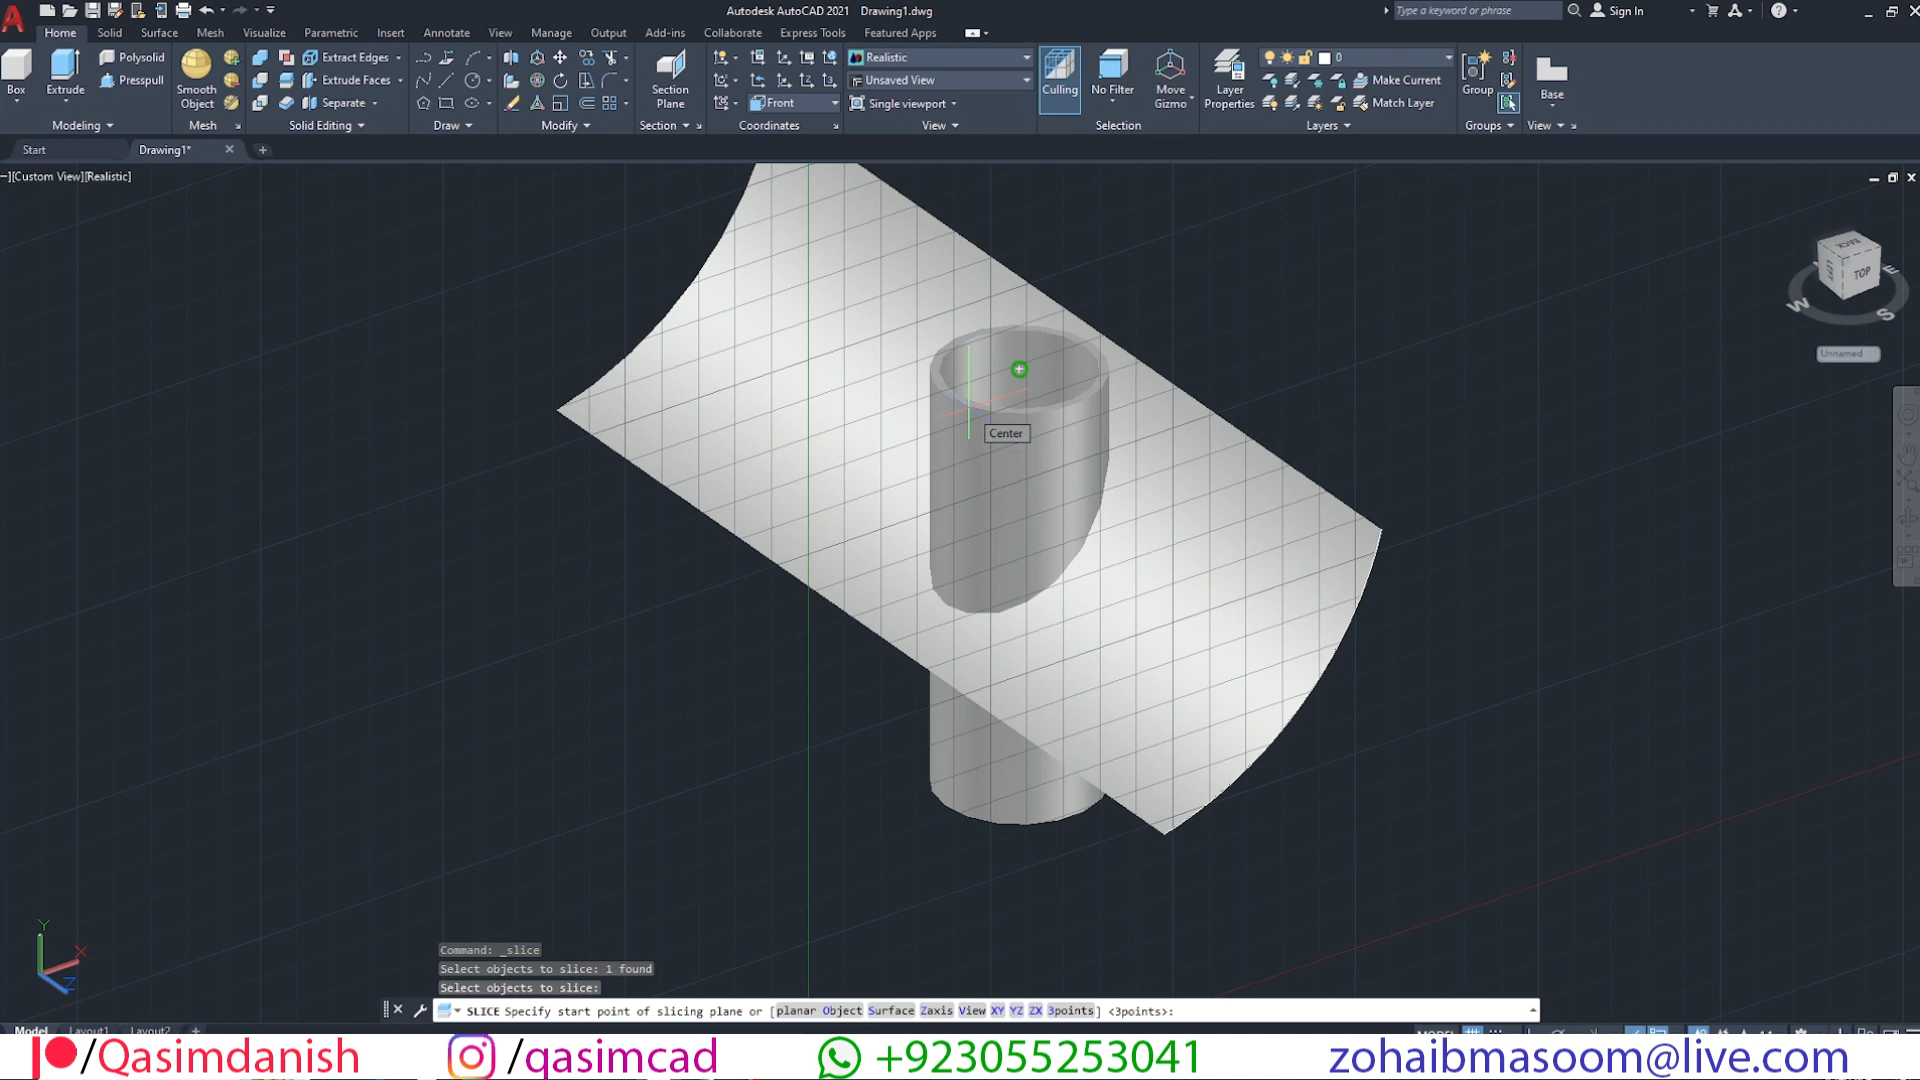 Autodesk AutoCAD 2021 Drawing1.dwg
Type a keyword or phrase
Sign In
Home Solid Surface Mesh Visualize Parametric Insert Annotate View Manage Output Add-ins Collaborate Express Tools Featured Apps
Box
Extrude
Polysolid
Presspull
Modeling
Smooth Object
Mesh
Extract Edges
Extrude Faces
Separate
Solid Editing
Draw
Modify
Section Plane
Section
Front
Coordinates
Realistic
Unsaved View
Single viewport
View
Culling
No Filter
Move Gizmo
Selection
Layer Properties
0
Make Current
Match Layer
Layers
Group
Groups
Base
View
Start
Drawing1*
−][Custom View][Realistic]
BACK
LEFT
TOP
E
W
S
Unnamed
Center
Y
X
Z
Command: _slice
Select objects to slice: 1 found
Select objects to slice:
SLICE Specify start point of slicing plane or [planar Object Surface Zaxis View XY YZ ZX 3points] <3points>:
Model Layout1 Layout2
MODEL
/Qasimdanish /qasimcad +923055253041 zohaibmasoom@live.com